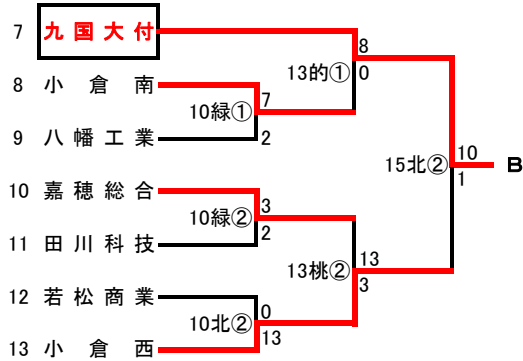 7 九国大付
8
13的①
0
8 小倉南
7
10緑①
2
9 八幡工業
10
15北②
1
B
10 嘉穂総合
3
10緑②
2
11 田川科技
13
13桃②
3
12 若松商業
0
10北②
13
13 小倉西